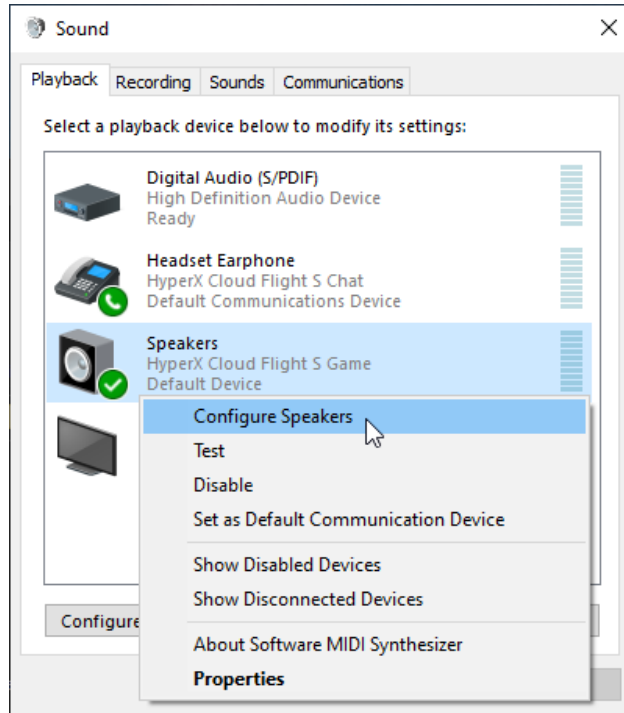 Sound
Playback Recording Sounds Communications
Select a playback device below to modify its settings:
Digital Audio (S/PDIF)
High Definition Audio Device
Ready
Headset Earphone
HyperX Cloud Flight S Chat
Default Communications Device
Speakers
HyperX Cloud Flight S Game
Default Device
Configure Speakers
Test
Disable
Set as Default Communication Device
Show Disabled Devices
Show Disconnected Devices
Configure
About Software MIDI Synthesizer
Properties